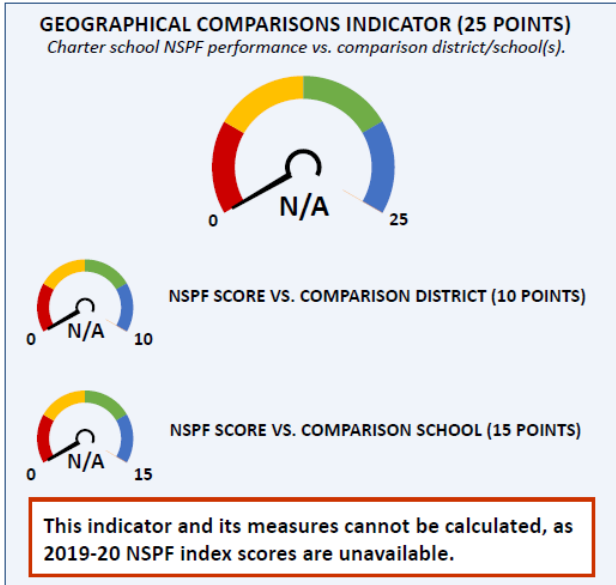 GEOGRAPHICAL COMPARISONS INDICATOR (25 POINTS)
Charter school NSPF performance vs. comparison district/school(s).
N/A
0
25
NSPF SCORE VS. COMPARISON DISTRICT (10 POINTS)
N/A
0
10
NSPF SCORE VS. COMPARISON SCHOOL (15 POINTS)
N/A
0
15
This indicator and its measures cannot be calculated, as
2019-20 NSPF index scores are unavailable.